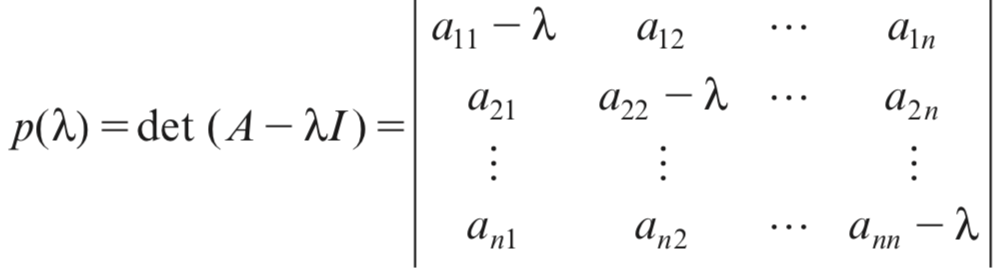 p(λ) = det (A − λI) = | a₁₁ − λ  a₁₂  ⋯  a₁ₙ |
| a₂₁  a₂₂ − λ  ⋯  a₂ₙ |
| ⋮  ⋮  ⋮ |
| aₙ₁  aₙ₂  ⋯  aₙₙ − λ |